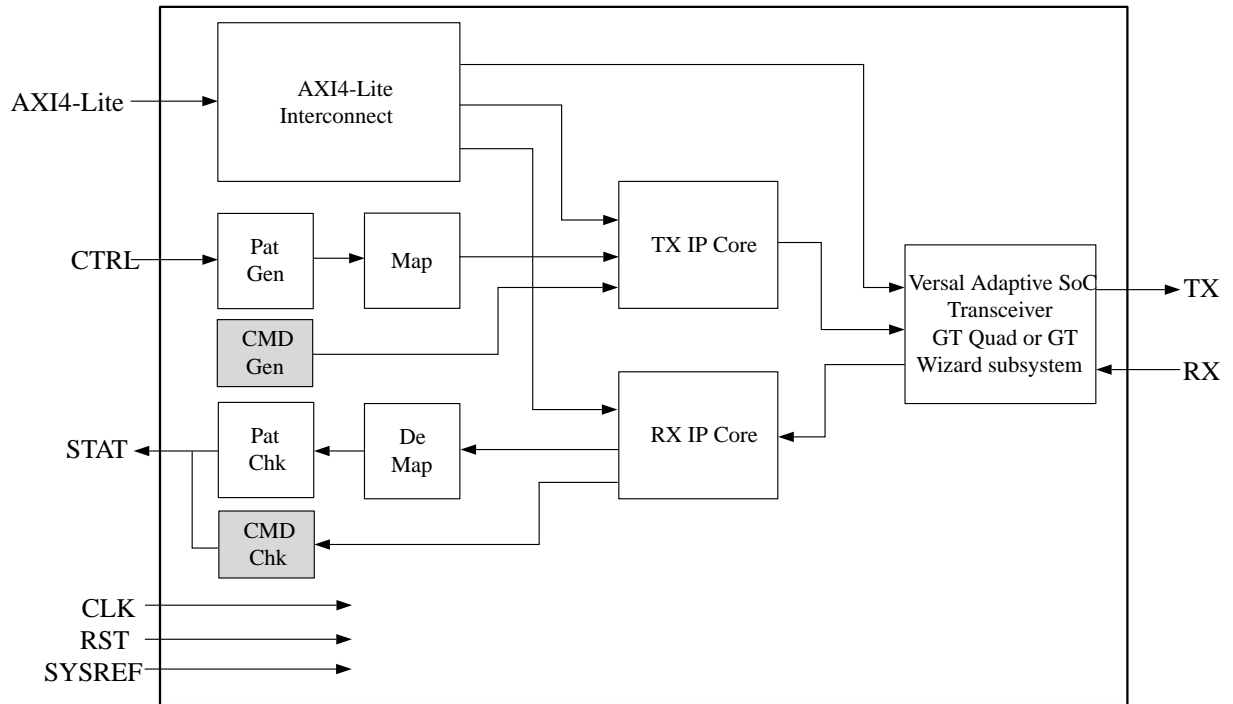 AXI4-Lite
AXI4-Lite
Interconnect
CTRL
Pat
Gen
Map
TX IP Core
CMD
Gen
Versal Adaptive SoC
Transceiver
GT Quad or GT
Wizard subsystem
TX
RX
STAT
Pat
Chk
De
Map
RX IP Core
CMD
Chk
CLK
RST
SYSREF